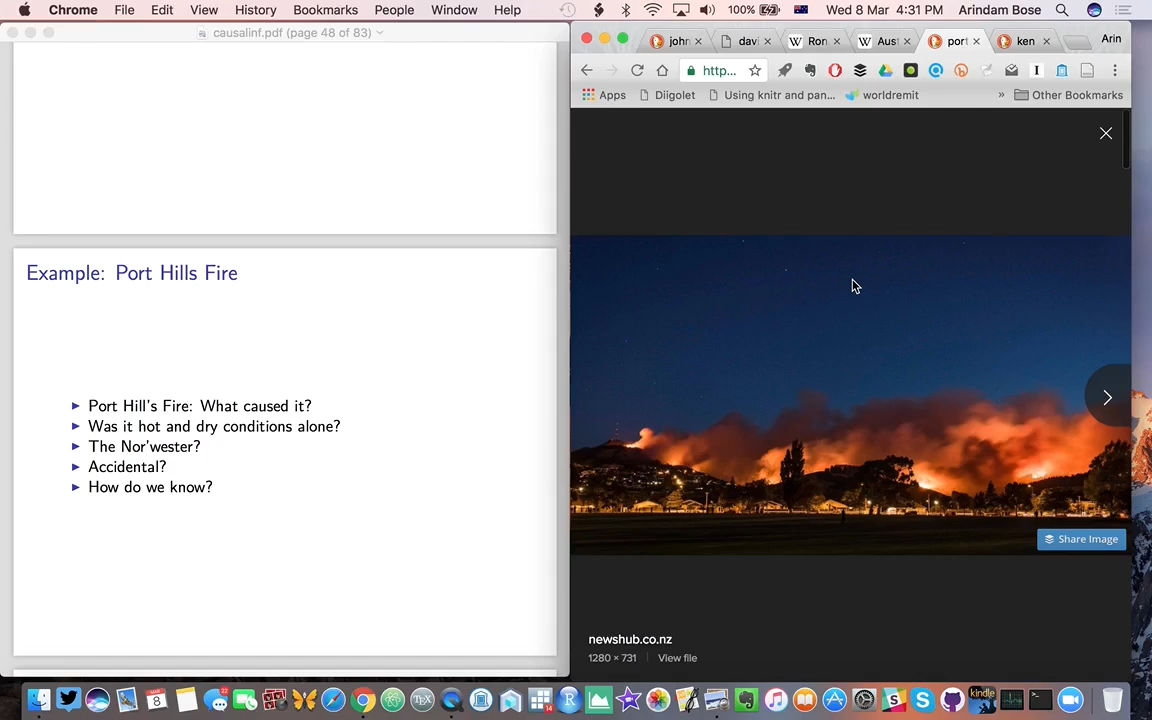 Chrome File Edit View History Bookmarks People Window Help 100% Wed 8 Mar 4:31 PM Arindam Bose
causalinf.pdf (page 48 of 83)
john davi Ron Aust port ken Arin
http...
Apps Diigolet Using knitr and pan... worldremit » Other Bookmarks
Example: Port Hills Fire
Port Hill's Fire: What caused it?
Was it hot and dry conditions alone?
The Nor'wester?
Accidental?
How do we know?
Share Image
newshub.co.nz
1280 × 731 View file